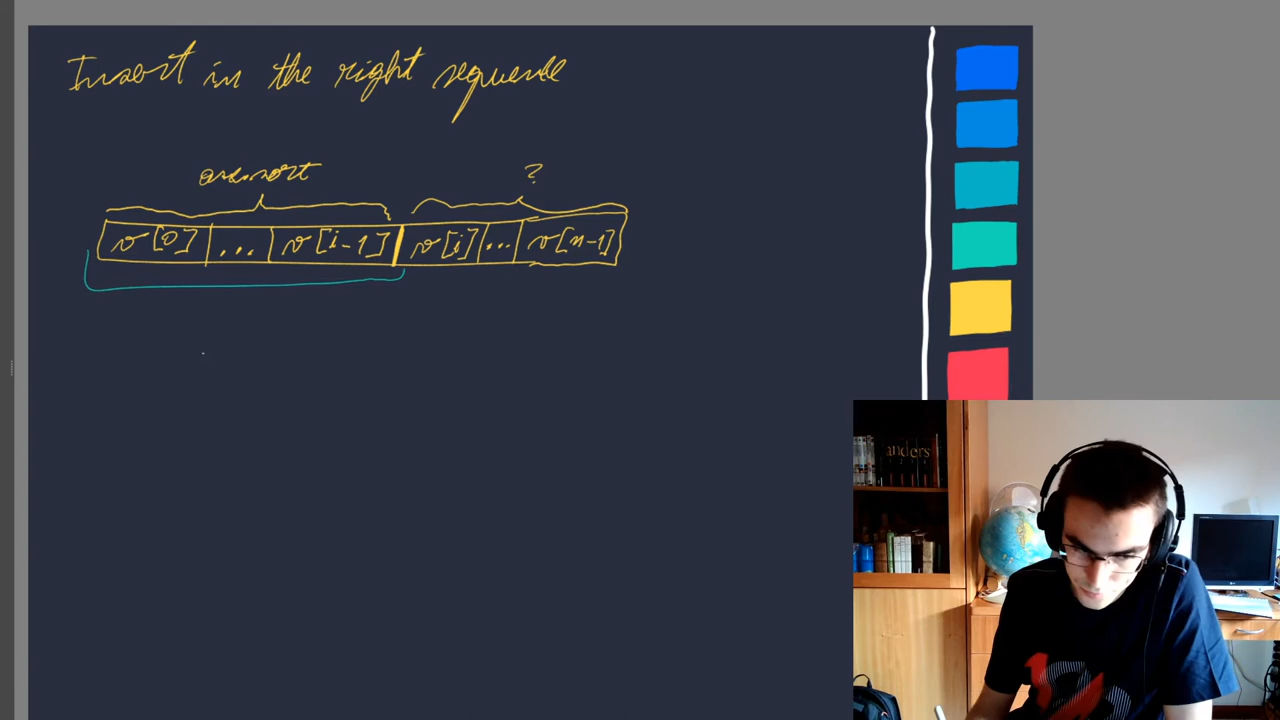 Insert in the right sequence
?
v[0] ... v[i-1] v[i] ... v[n-1]
anders